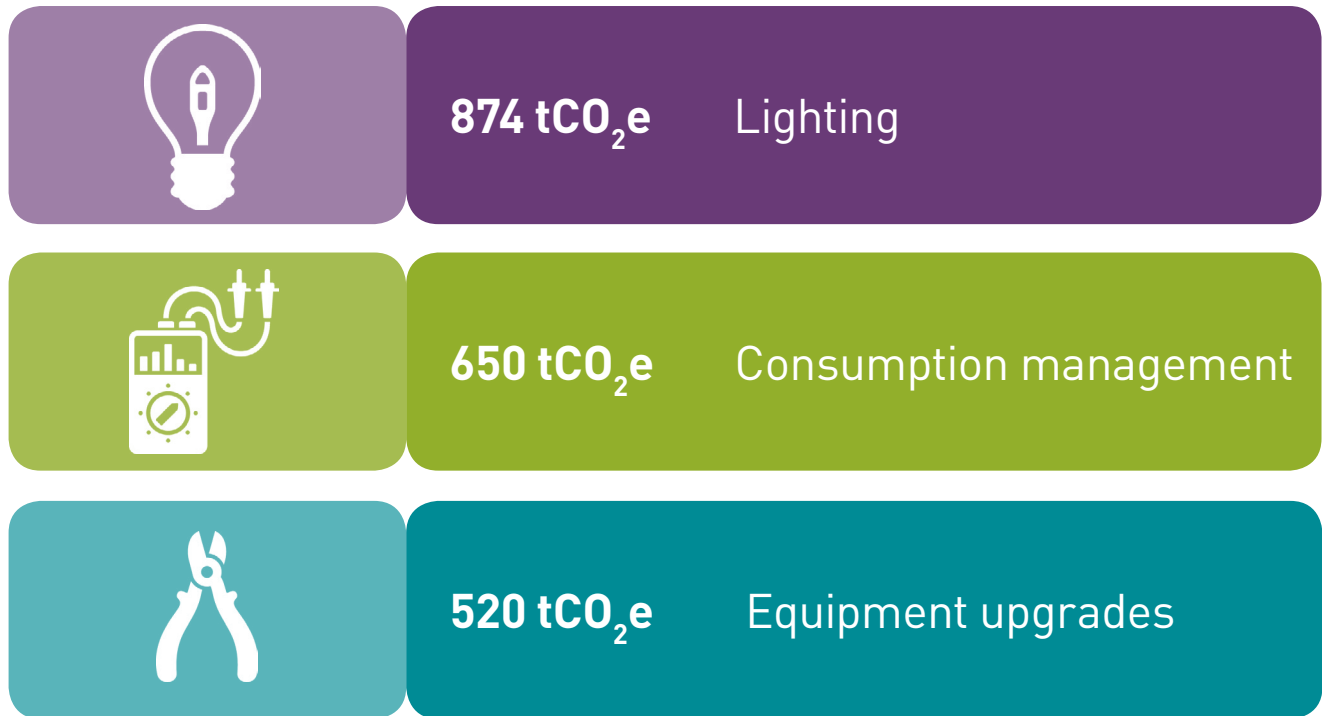 874 tCO₂e Lighting
650 tCO₂e Consumption management
520 tCO₂e Equipment upgrades